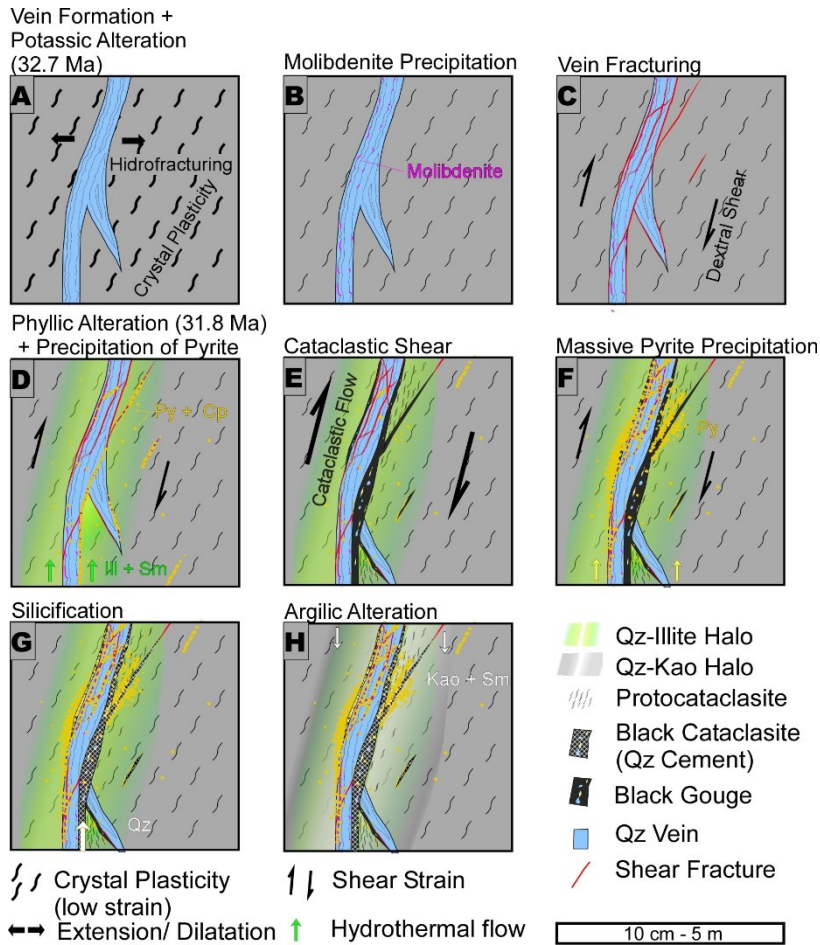 Vein Formation +
Potassic Alteration
(32.7 Ma)
A
Hidrofracturing
Crystal Plasticity
Molibdenite Precipitation
B
Molibdenite
Vein Fracturing
C
Dextral Shear
Phyllic Alteration (31.8 Ma)
+ Precipitation of Pyrite
D
Py + Cp
Ill + Sm
Cataclastic Shear
E
Cataclastic Flow
Massive Pyrite Precipitation
F
Py
Silicification
G
Qz
Argilic Alteration
H
Kao + Sm
Qz-Illite Halo
Qz-Kao Halo
Protocataclasite
Black Cataclasite
(Qz Cement)
Black Gouge
Qz Vein
Shear Fracture
Crystal Plasticity
(low strain)
Extension/ Dilatation
Shear Strain
Hydrothermal flow
10 cm - 5 m